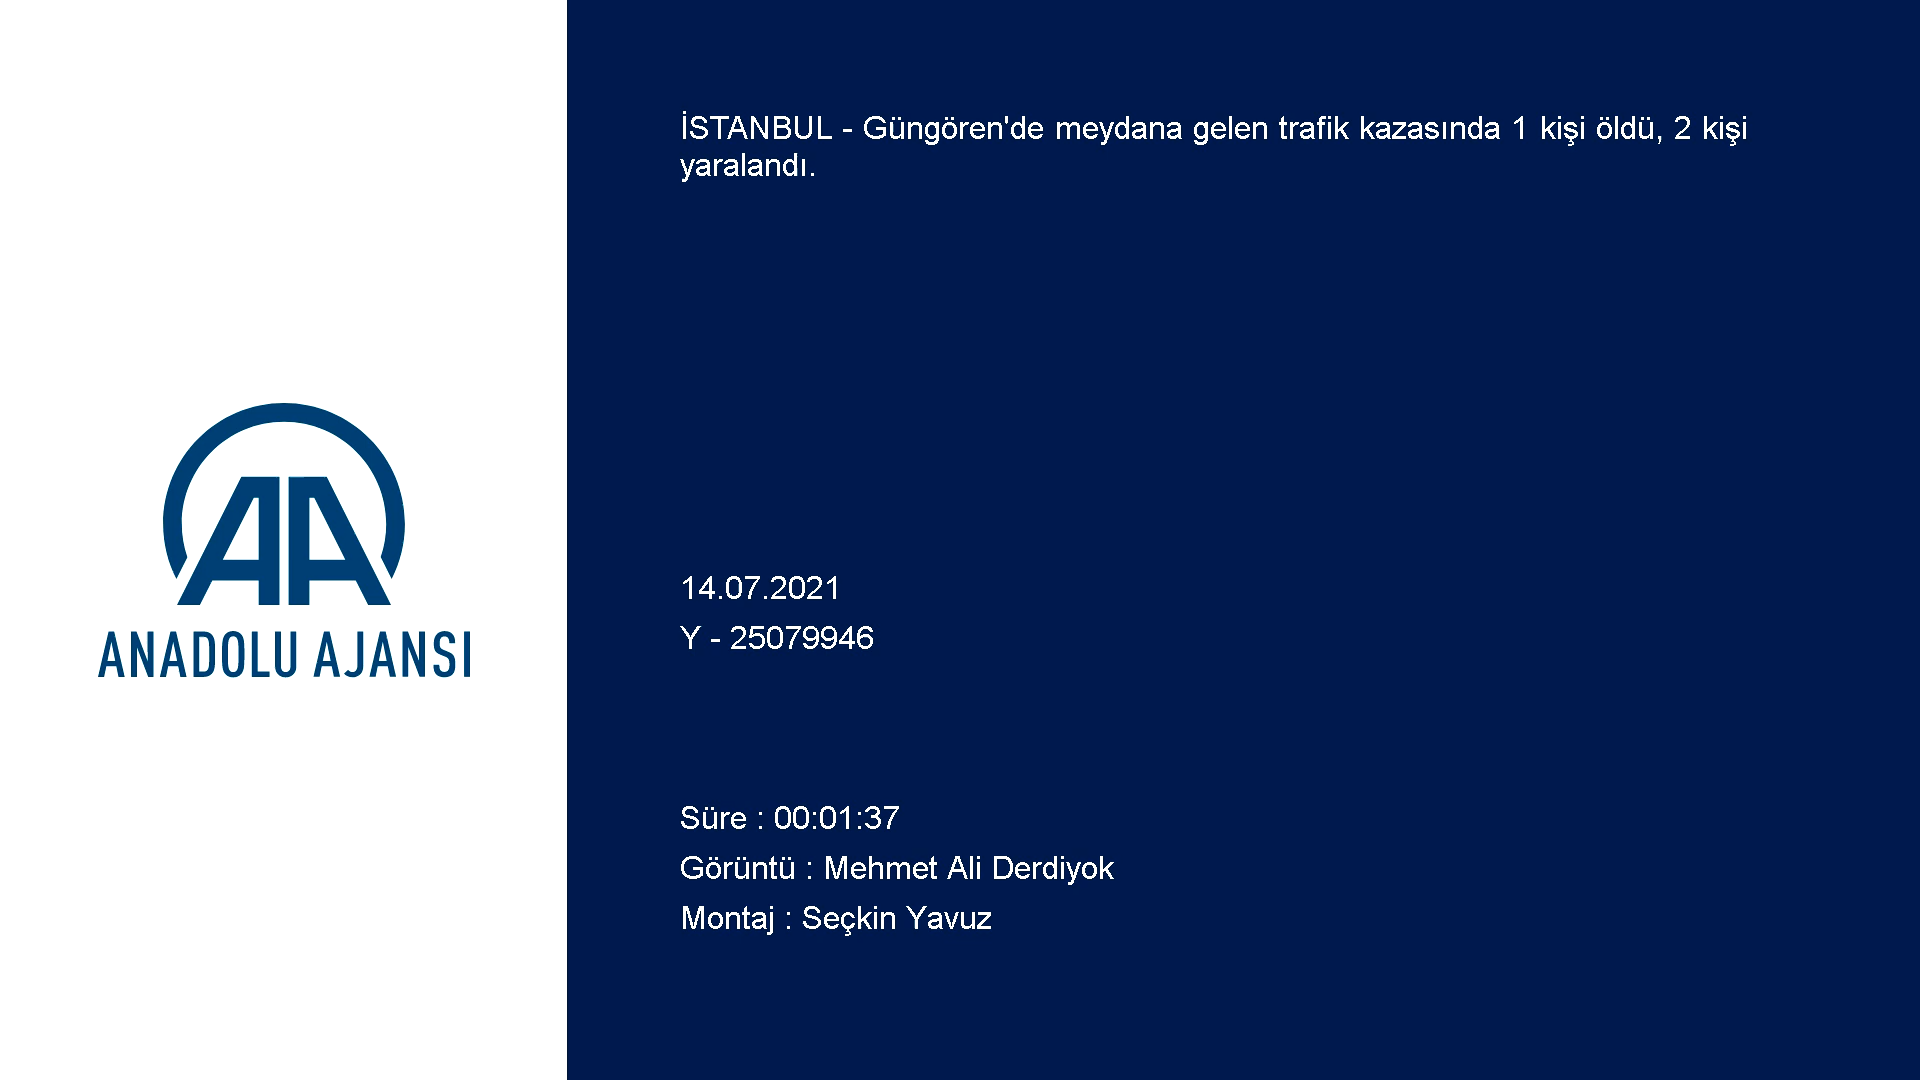 İSTANBUL - Güngören'de meydana gelen trafik kazasında 1 kişi öldü, 2 kişi
yaralandı.
AA
ANADOLU AJANSI
14.07.2021
Y - 25079946
Süre : 00:01:37
Görüntü : Mehmet Ali Derdiyok
Montaj : Seçkin Yavuz